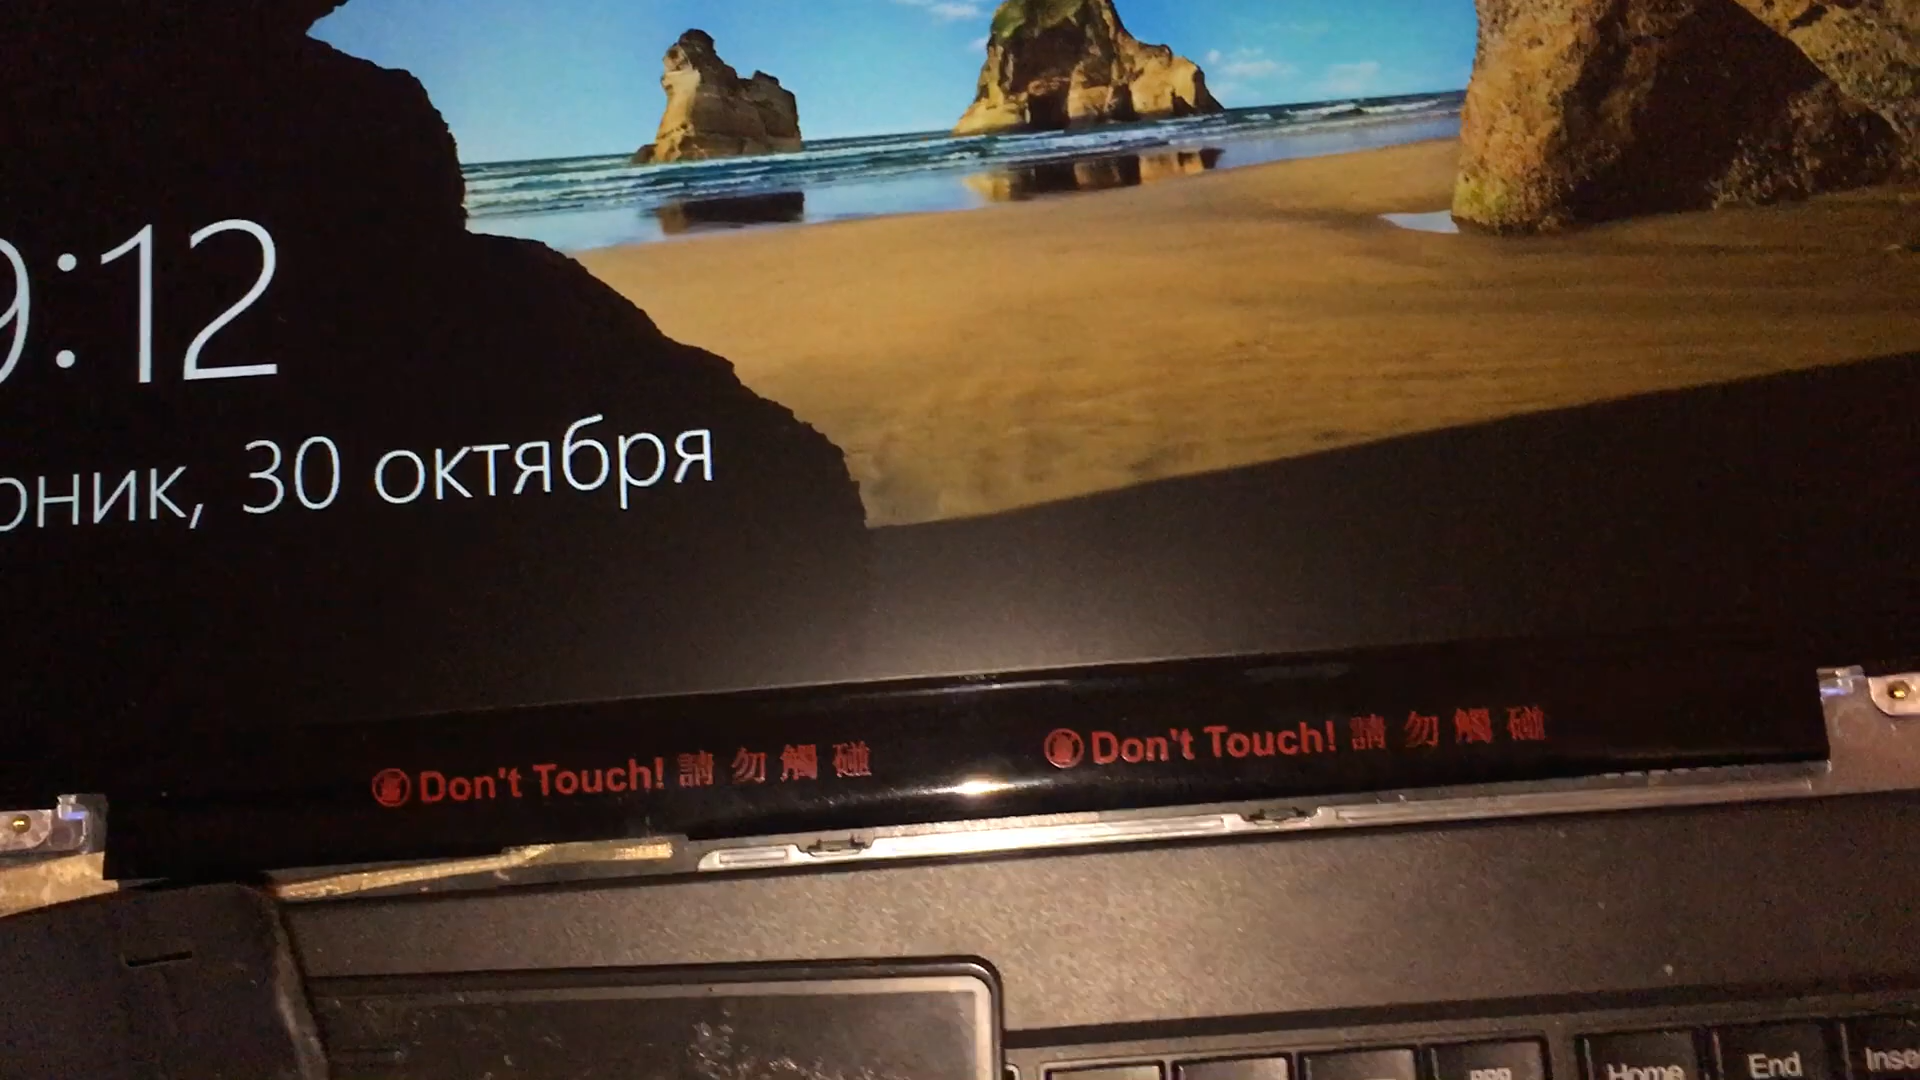 9:12
оник, 30 октября
Don't Touch! 請勿觸碰
Don't Touch! 請勿觸碰
Home
End
Inse